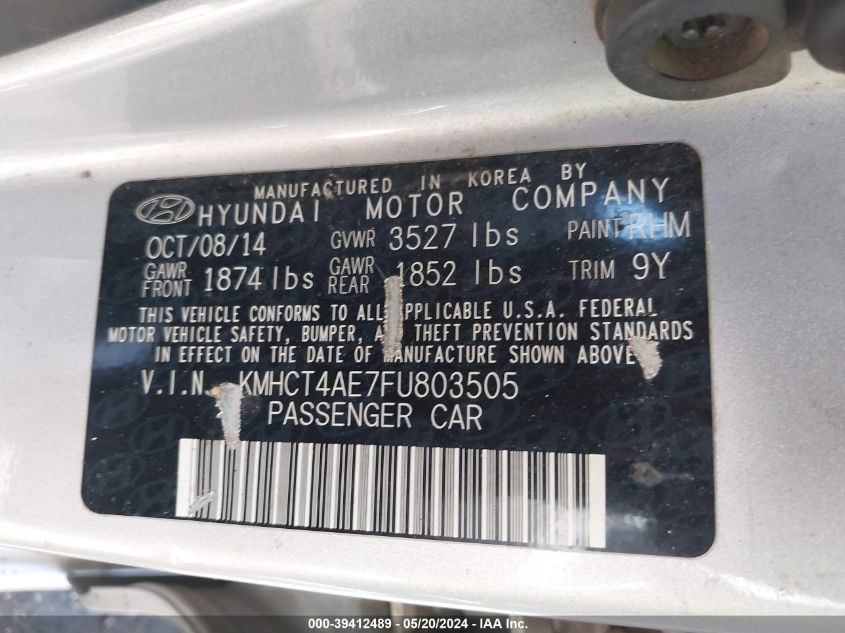 MANUFACTURED IN KOREA BY
HYUNDAI MOTOR COMPANY
OCT/08/14 GVWR 3527 lbs PAINT RHM
GAWR FRONT 1874 lbs GAWR REAR 1852 lbs TRIM 9Y
THIS VEHICLE CONFORMS TO ALL APPLICABLE U.S.A. FEDERAL
MOTOR VEHICLE SAFETY, BUMPER, A THEFT PREVENTION STANDARDS
IN EFFECT ON THE DATE OF MANUFACTURE SHOWN ABOVE
V.I.N. KMHCT4AE7FU803505
PASSENGER CAR
000-39412489 - 05/20/2024 - IAA Inc.